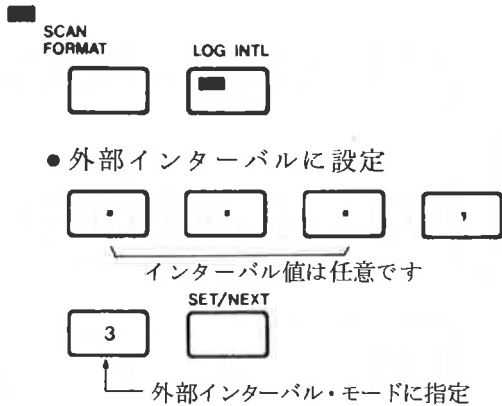 SCAN
FORMAT LOG INTL
●外部インターバルに設定
・ ・ ・ ,
インターバル値は任意です
SET/NEXT
3
外部インターバル・モードに指定